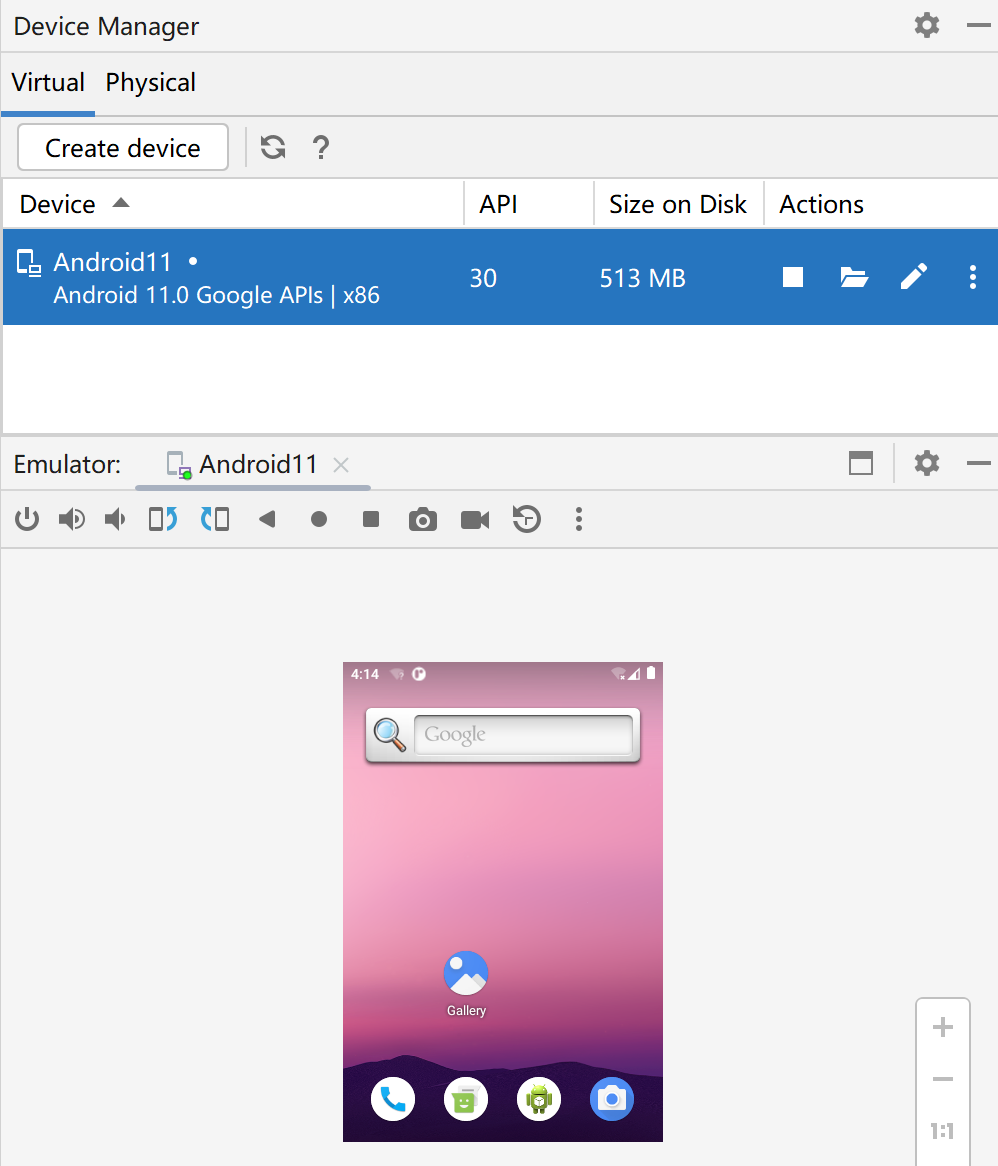 Device Manager
Virtual Physical
Create device ?
Device API Size on Disk Actions
Android11 •
Android 11.0 Google APIs | x86
30 513 MB
Emulator: Android11
4:14
Google
Gallery
1:1